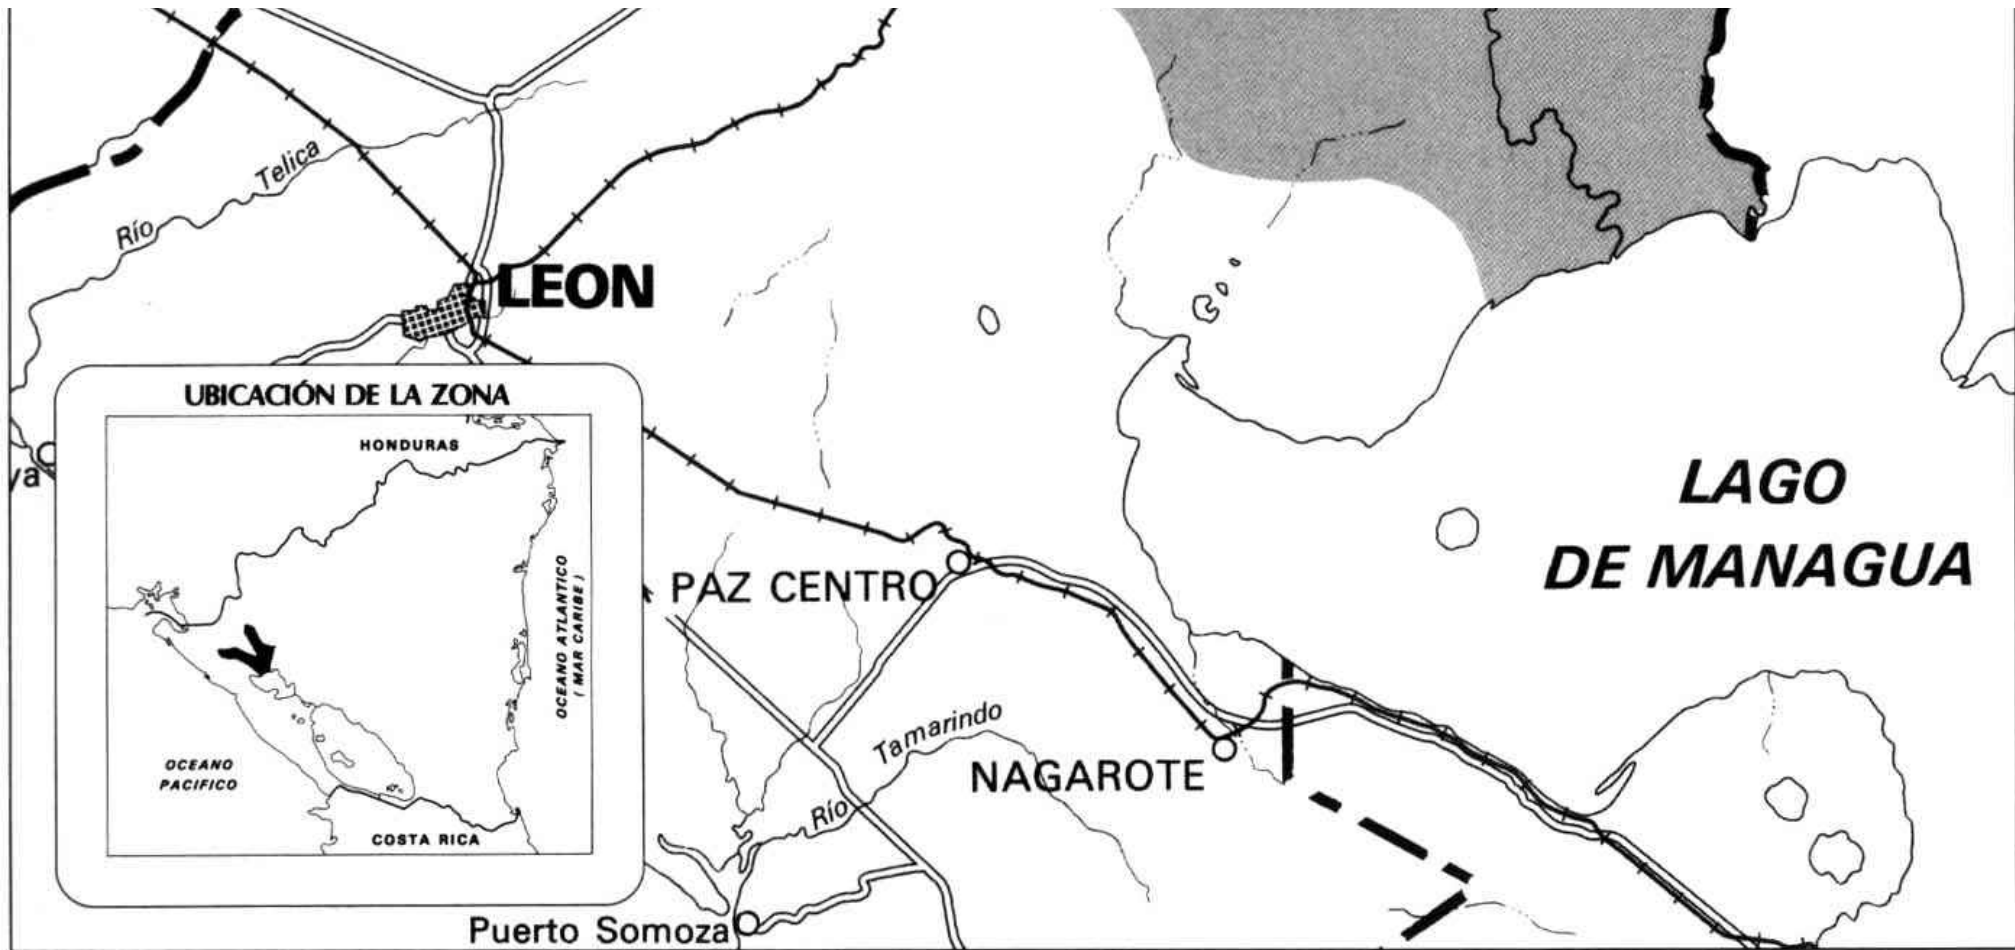 Río Telica
LEON
UBICACIÓN DE LA ZONA
HONDURAS
OCEANO ATLANTICO
( MAR CARIBE )
OCEANO
PACIFICO
COSTA RICA
ya
PAZ CENTRO
LAGO
DE MANAGUA
Río Tamarindo
NAGAROTE
Puerto Somoza